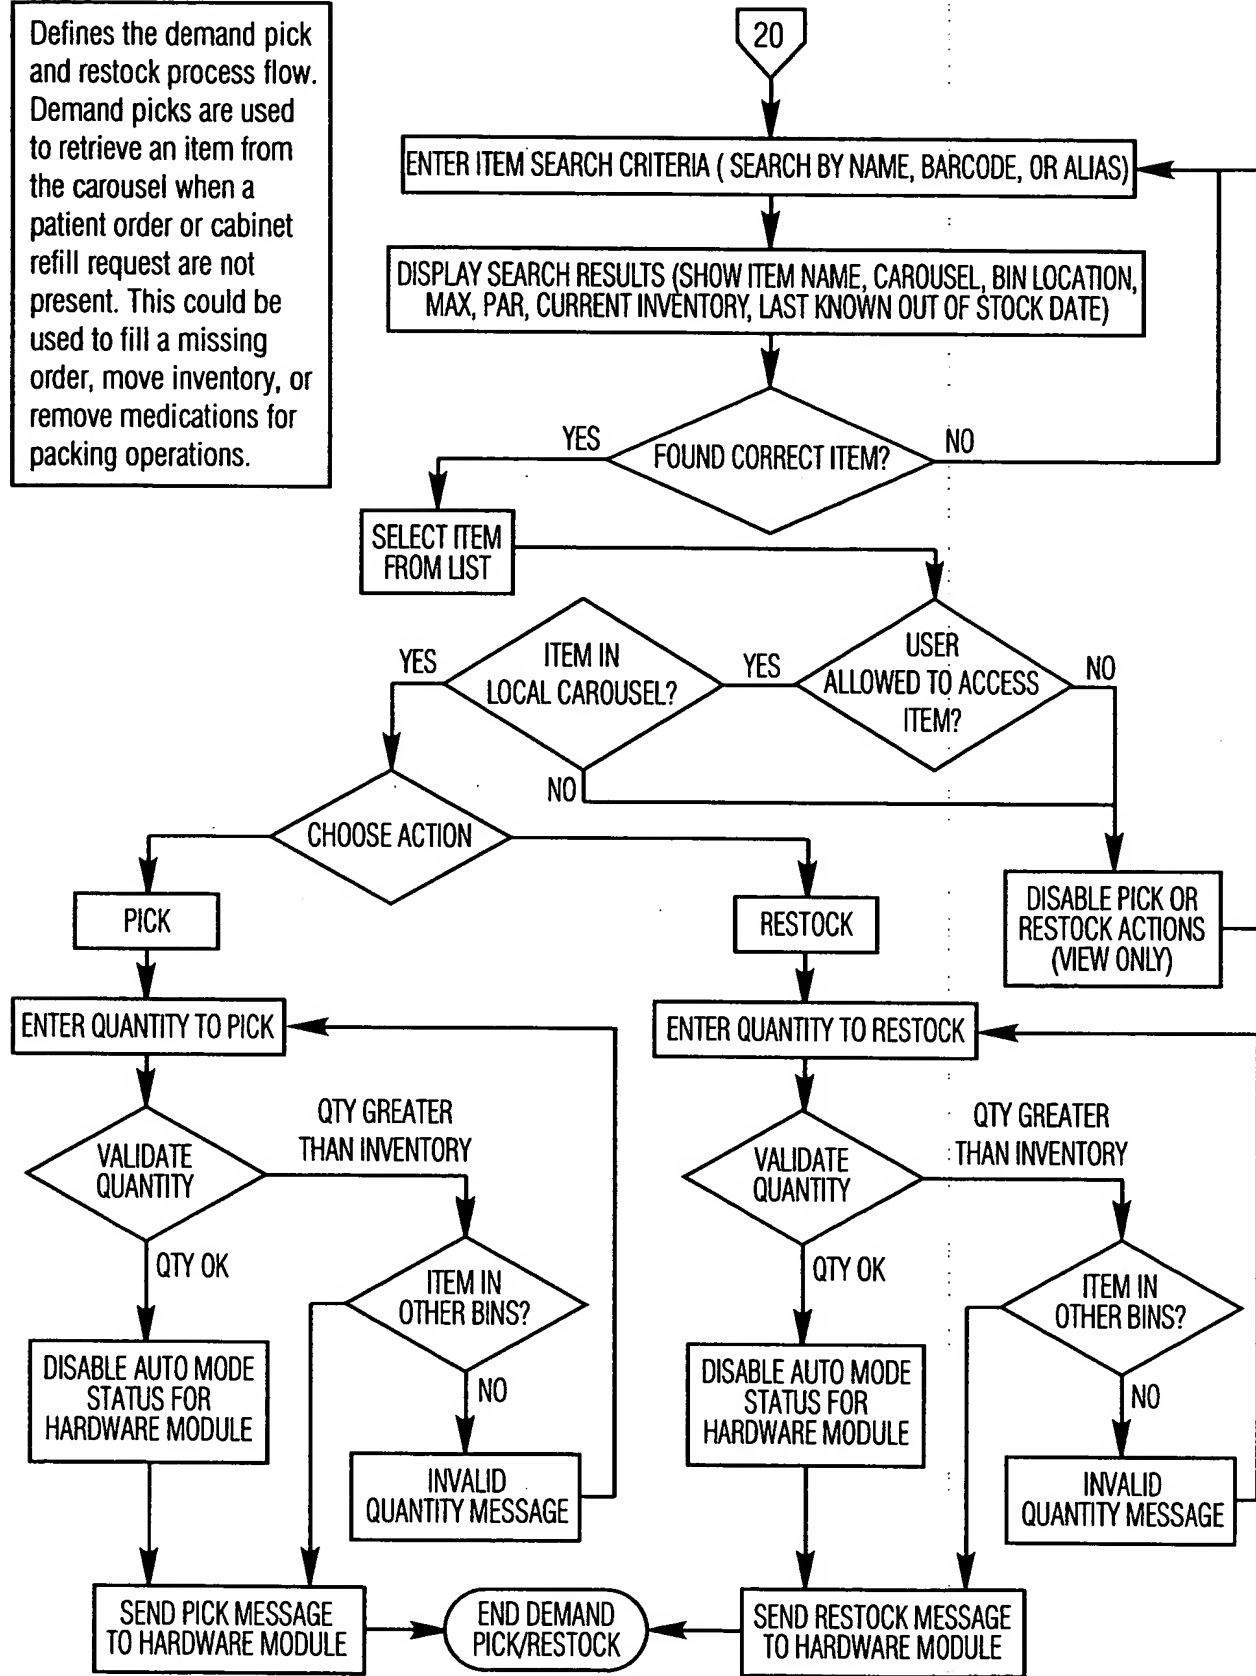 Defines the demand pick
and restock process flow.
Demand picks are used
to retrieve an item from
the carousel when a
patient order or cabinet
refill request are not
present. This could be
used to fill a missing
order, move inventory, or
remove medications for
packing operations.
20
ENTER ITEM SEARCH CRITERIA ( SEARCH BY NAME, BARCODE, OR ALIAS)
DISPLAY SEARCH RESULTS (SHOW ITEM NAME, CAROUSEL, BIN LOCATION,
MAX, PAR, CURRENT INVENTORY, LAST KNOWN OUT OF STOCK DATE)
YES
FOUND CORRECT ITEM?
NO
SELECT ITEM
FROM LIST
YES
ITEM IN
LOCAL CAROUSEL?
YES
USER
ALLOWED TO ACCESS
ITEM?
NO
NO
CHOOSE ACTION
PICK
RESTOCK
DISABLE PICK OR
RESTOCK ACTIONS
(VIEW ONLY)
ENTER QUANTITY TO PICK
ENTER QUANTITY TO RESTOCK
VALIDATE
QUANTITY
QTY GREATER
THAN INVENTORY
VALIDATE
QUANTITY
QTY GREATER
THAN INVENTORY
QTY OK
ITEM IN
OTHER BINS?
QTY OK
ITEM IN
OTHER BINS?
DISABLE AUTO MODE
STATUS FOR
HARDWARE MODULE
NO
DISABLE AUTO MODE
STATUS FOR
HARDWARE MODULE
NO
INVALID
QUANTITY MESSAGE
INVALID
QUANTITY MESSAGE
SEND PICK MESSAGE
TO HARDWARE MODULE
END DEMAND
PICK/RESTOCK
SEND RESTOCK MESSAGE
TO HARDWARE MODULE